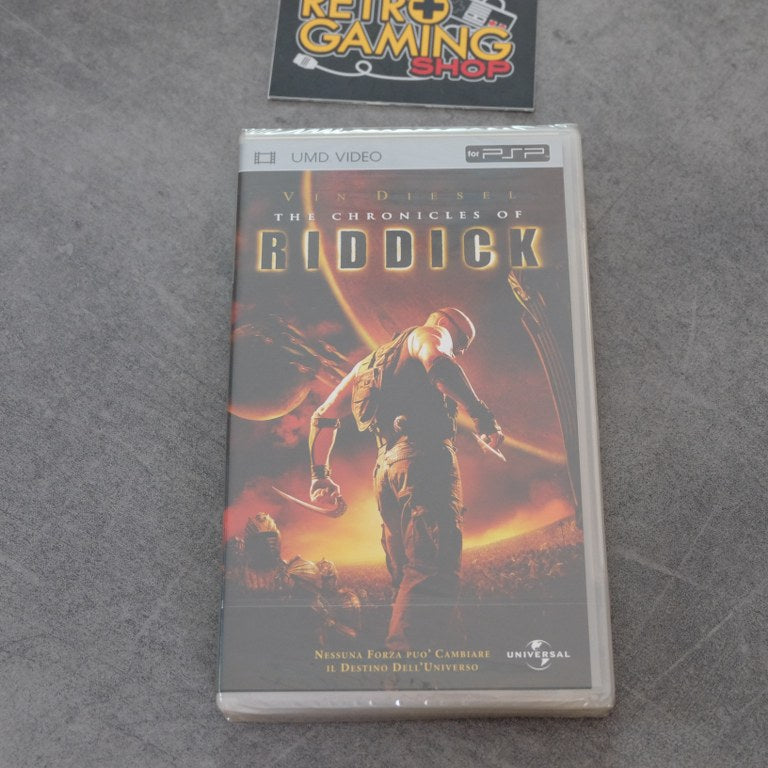 RETRO
GAMING
SHOP
UMD VIDEO
for PSP
VIN DIESEL
THE CHRONICLES OF
RIDDICK
NESSUNA FORZA PUO' CAMBIARE
IL DESTINO DELL'UNIVERSO
UNIVERSAL